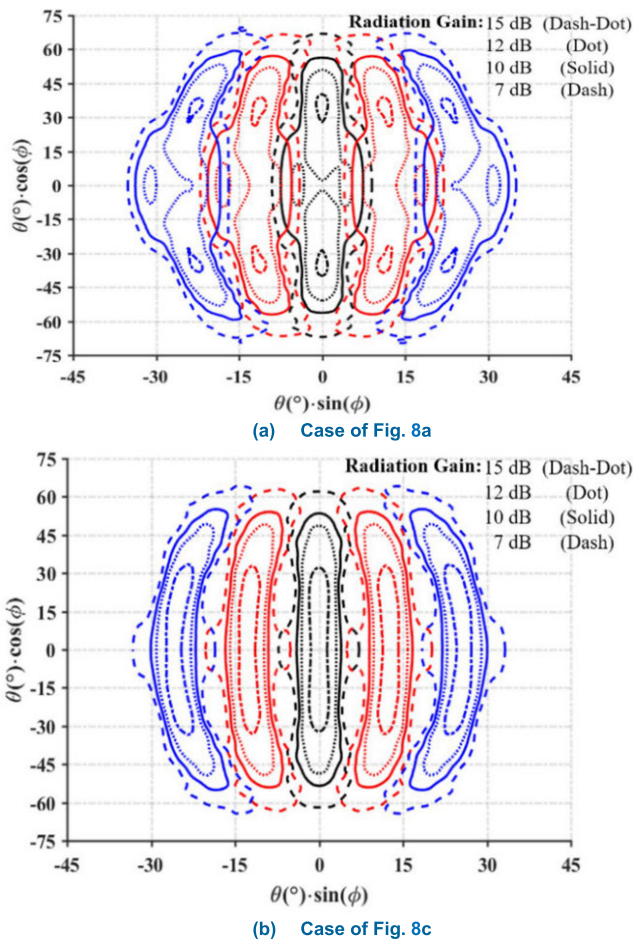 Radiation Gain: 15 dB (Dash-Dot)
12 dB (Dot)
10 dB (Solid)
7 dB (Dash)
75
60
45
30
15
0
-15
-30
-45
-60
-75
θ(°)·cos(ϕ)
-45 -30 -15 0 15 30 45
θ(°)·sin(ϕ)
(a) Case of Fig. 8a
Radiation Gain: 15 dB (Dash-Dot)
12 dB (Dot)
10 dB (Solid)
7 dB (Dash)
75
60
45
30
15
0
-15
-30
-45
-60
-75
θ(°)·cos(ϕ)
-45 -30 -15 0 15 30 45
θ(°)·sin(ϕ)
(b) Case of Fig. 8c